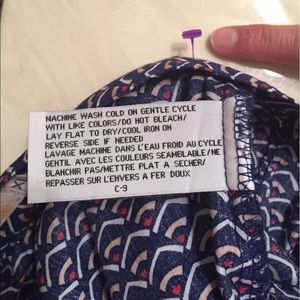 MACHINE WASH COLD ON GENTLE CYCLE
WITH LIKE COLORS/DO NOT BLEACH/
LAY FLAT TO DRY/COOL IRON ON
REVERSE SIDE IF NEEDED
LAVAGE MACHINE DANS L'EAU FROID AU CYCLE
GENTIL AVEC LES COULEURS SEAMELABLE/NE
BLANCHIR PAS/METTRE PLAT A SECHER/
REPASSER SUR L'ENVERS A FER DOUX
C-9